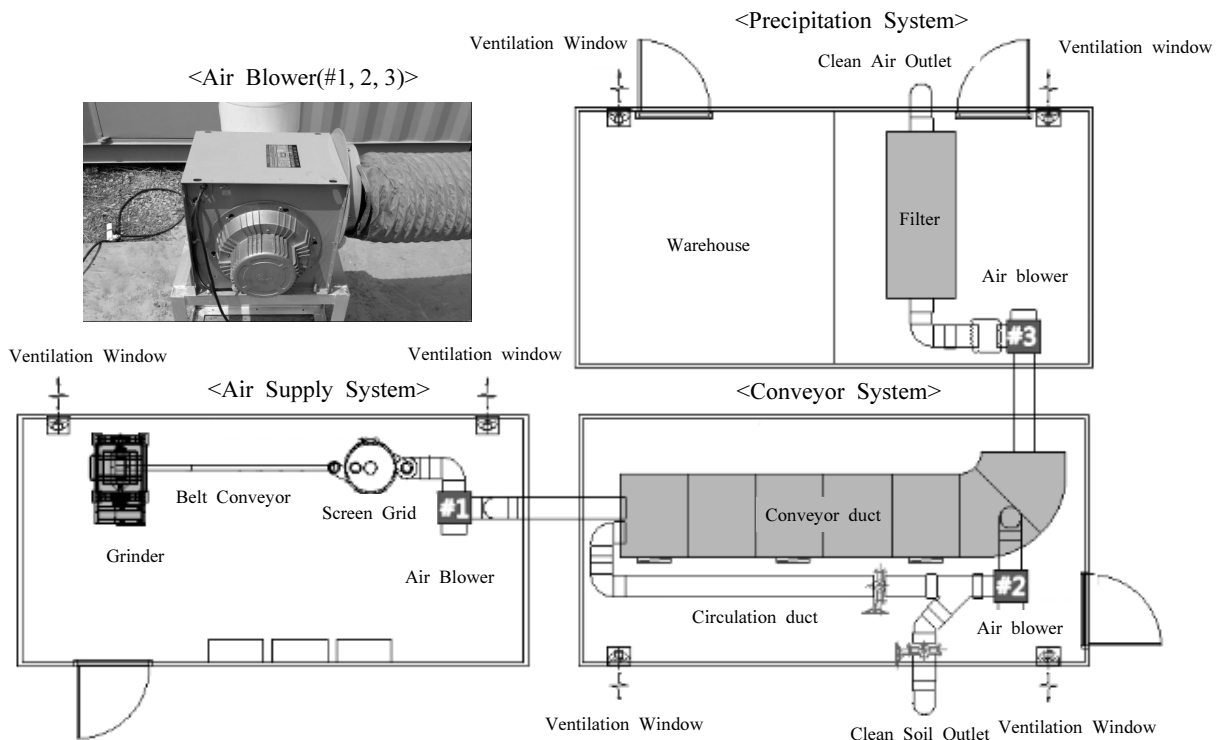 <Precipitation System>
Ventilation Window
Clean Air Outlet
Ventilation window
<Air Blower(#1, 2, 3)>
Warehouse
Filter
Air blower
#3
Ventilation Window
Ventilation window
<Air Supply System>
<Conveyor System>
Belt Conveyor
Screen Grid
#1
Grinder
Air Blower
Conveyor duct
#2
Circulation duct
Air blower
Ventilation Window
Clean Soil Outlet
Ventilation Window